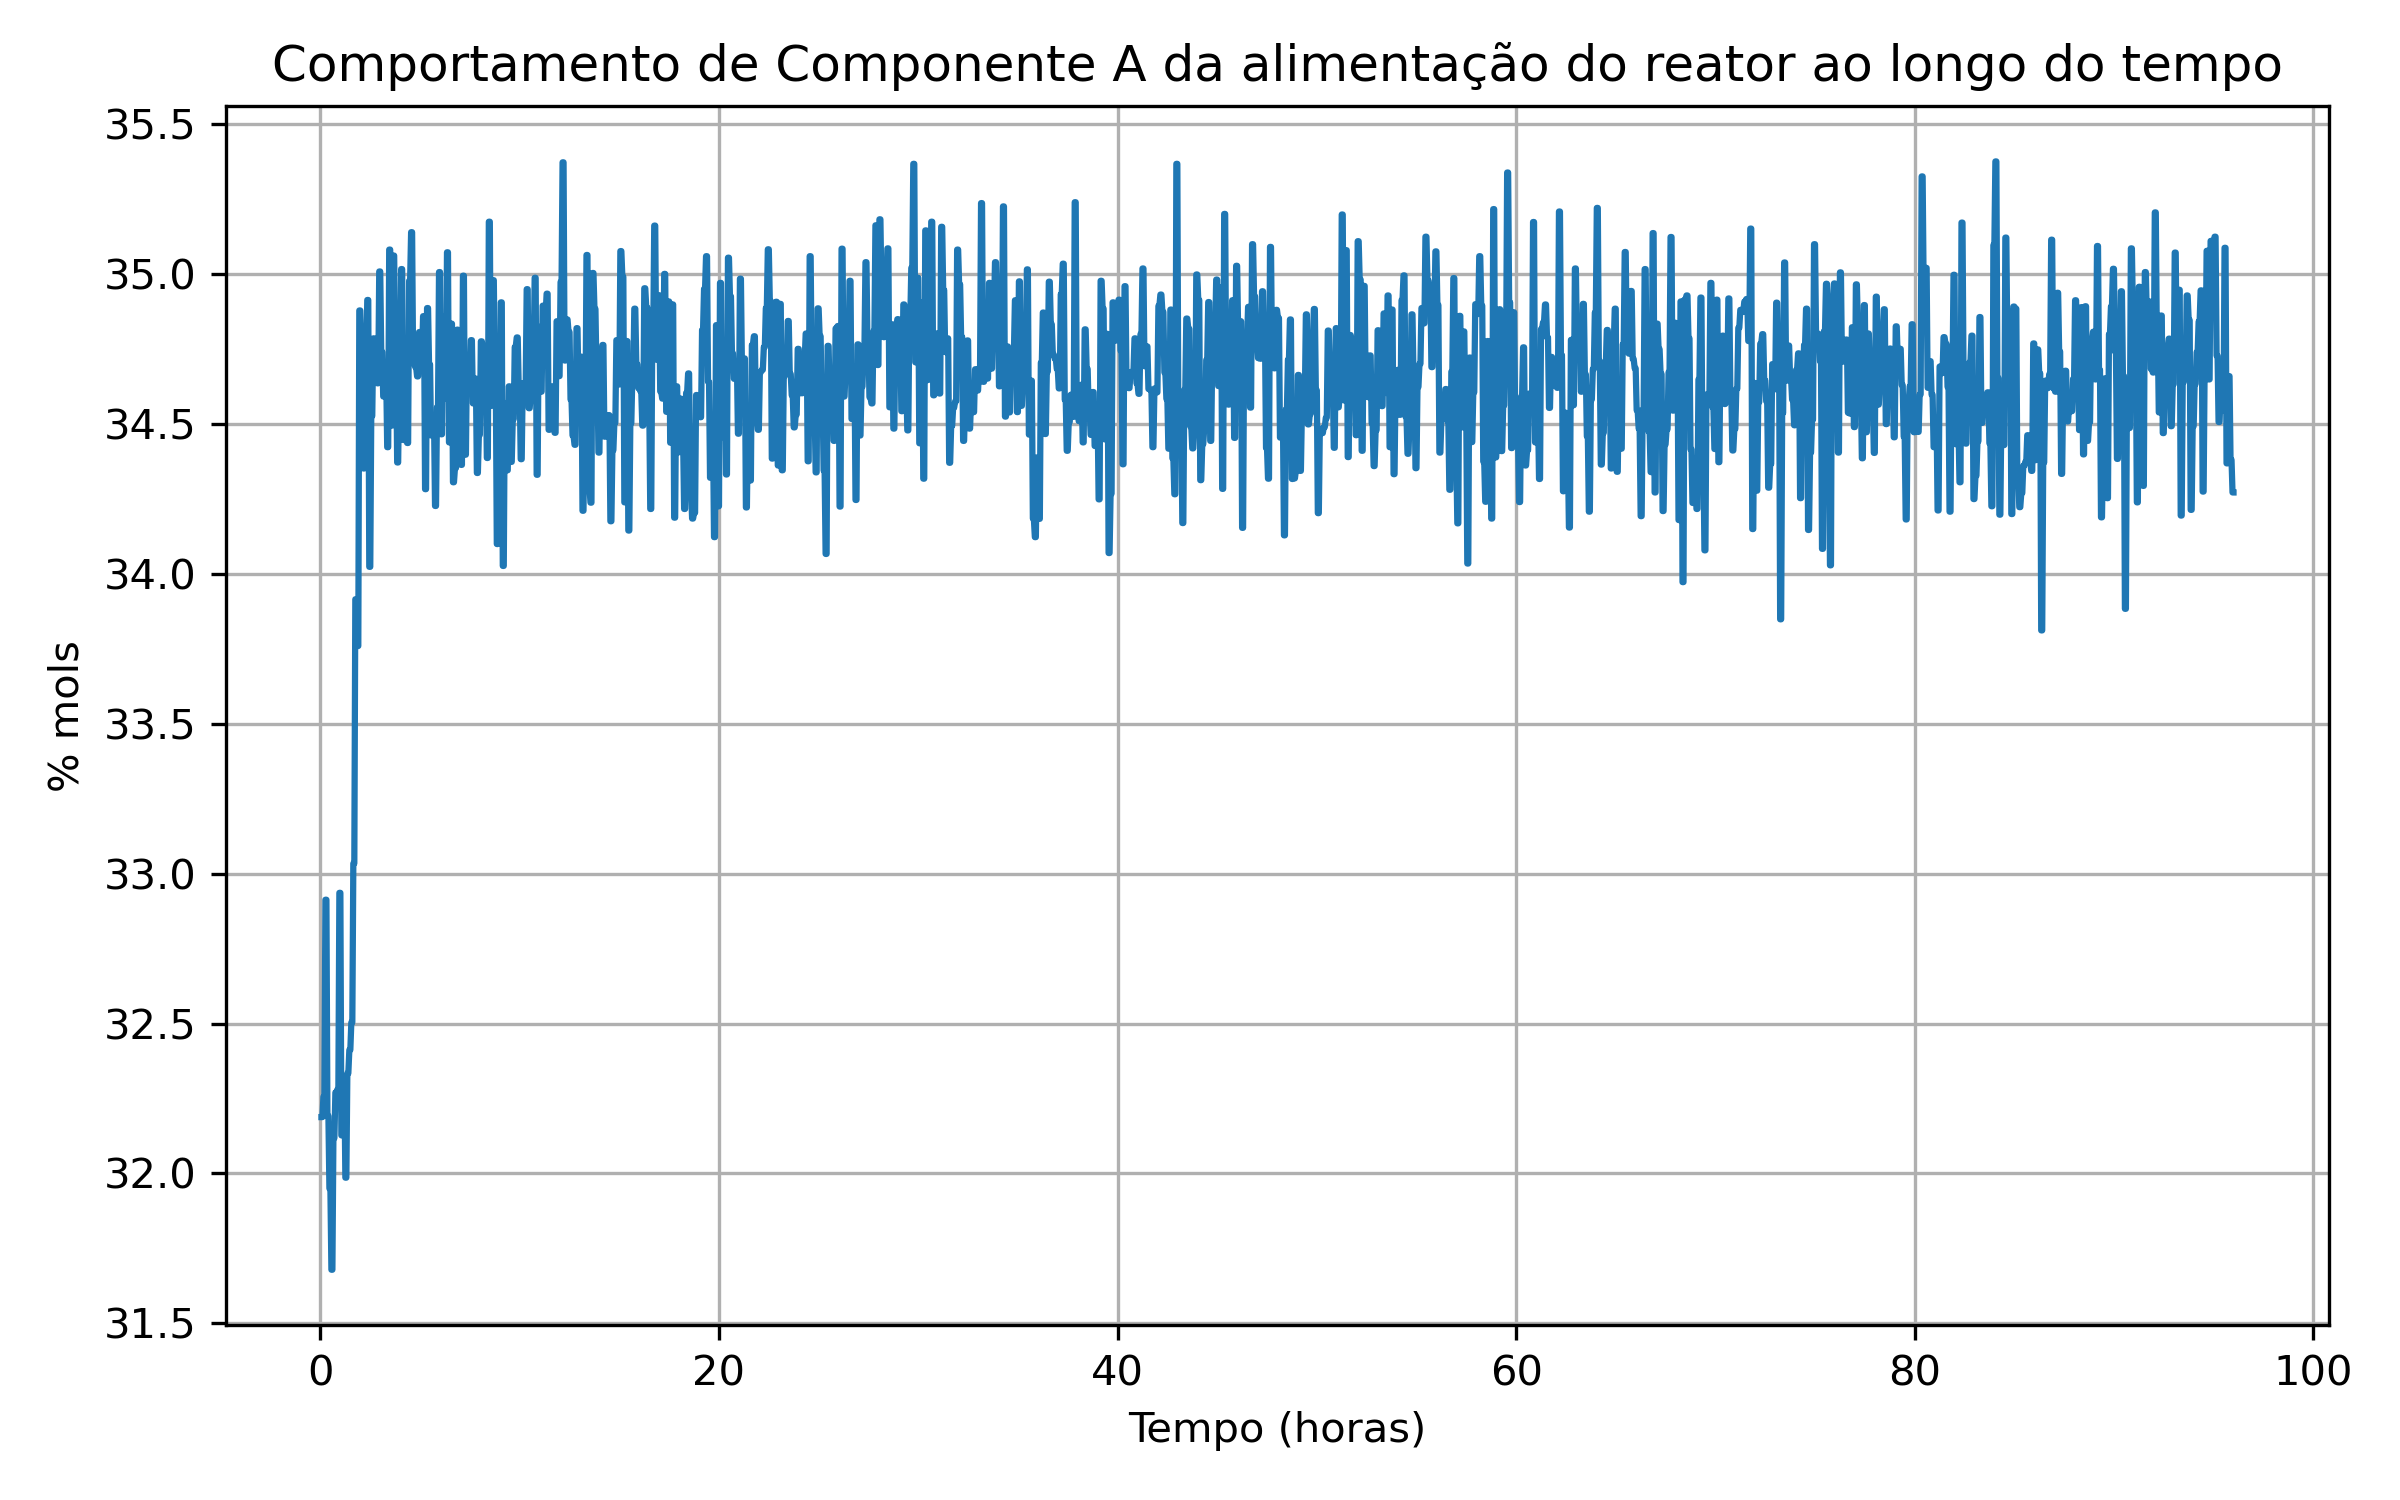 Comportamento de Componente A da alimentação do reator ao longo do tempo
35.5
35.0
34.5
34.0
33.5
33.0
32.5
32.0
31.5
% mols
0 20 40 60 80 100
Tempo (horas)